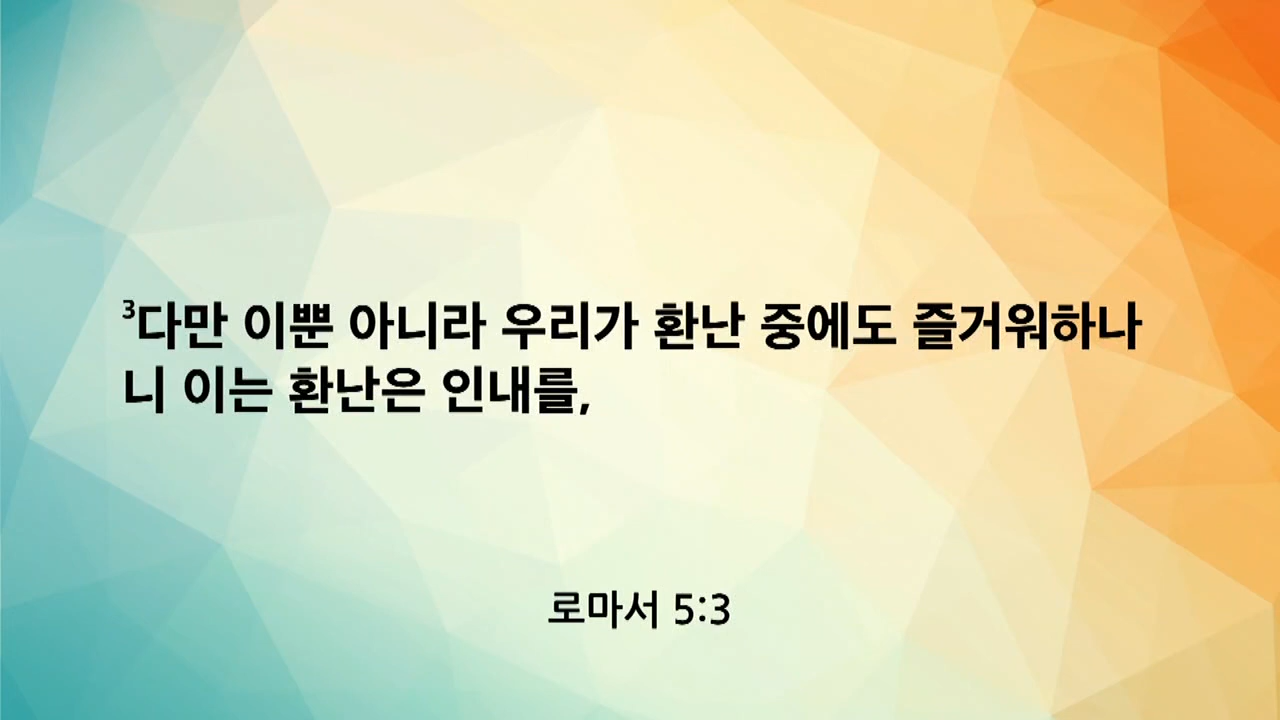 ³다만 이뿐 아니라 우리가 환난 중에도 즐거워하나
니 이는 환난은 인내를,
로마서 5:3